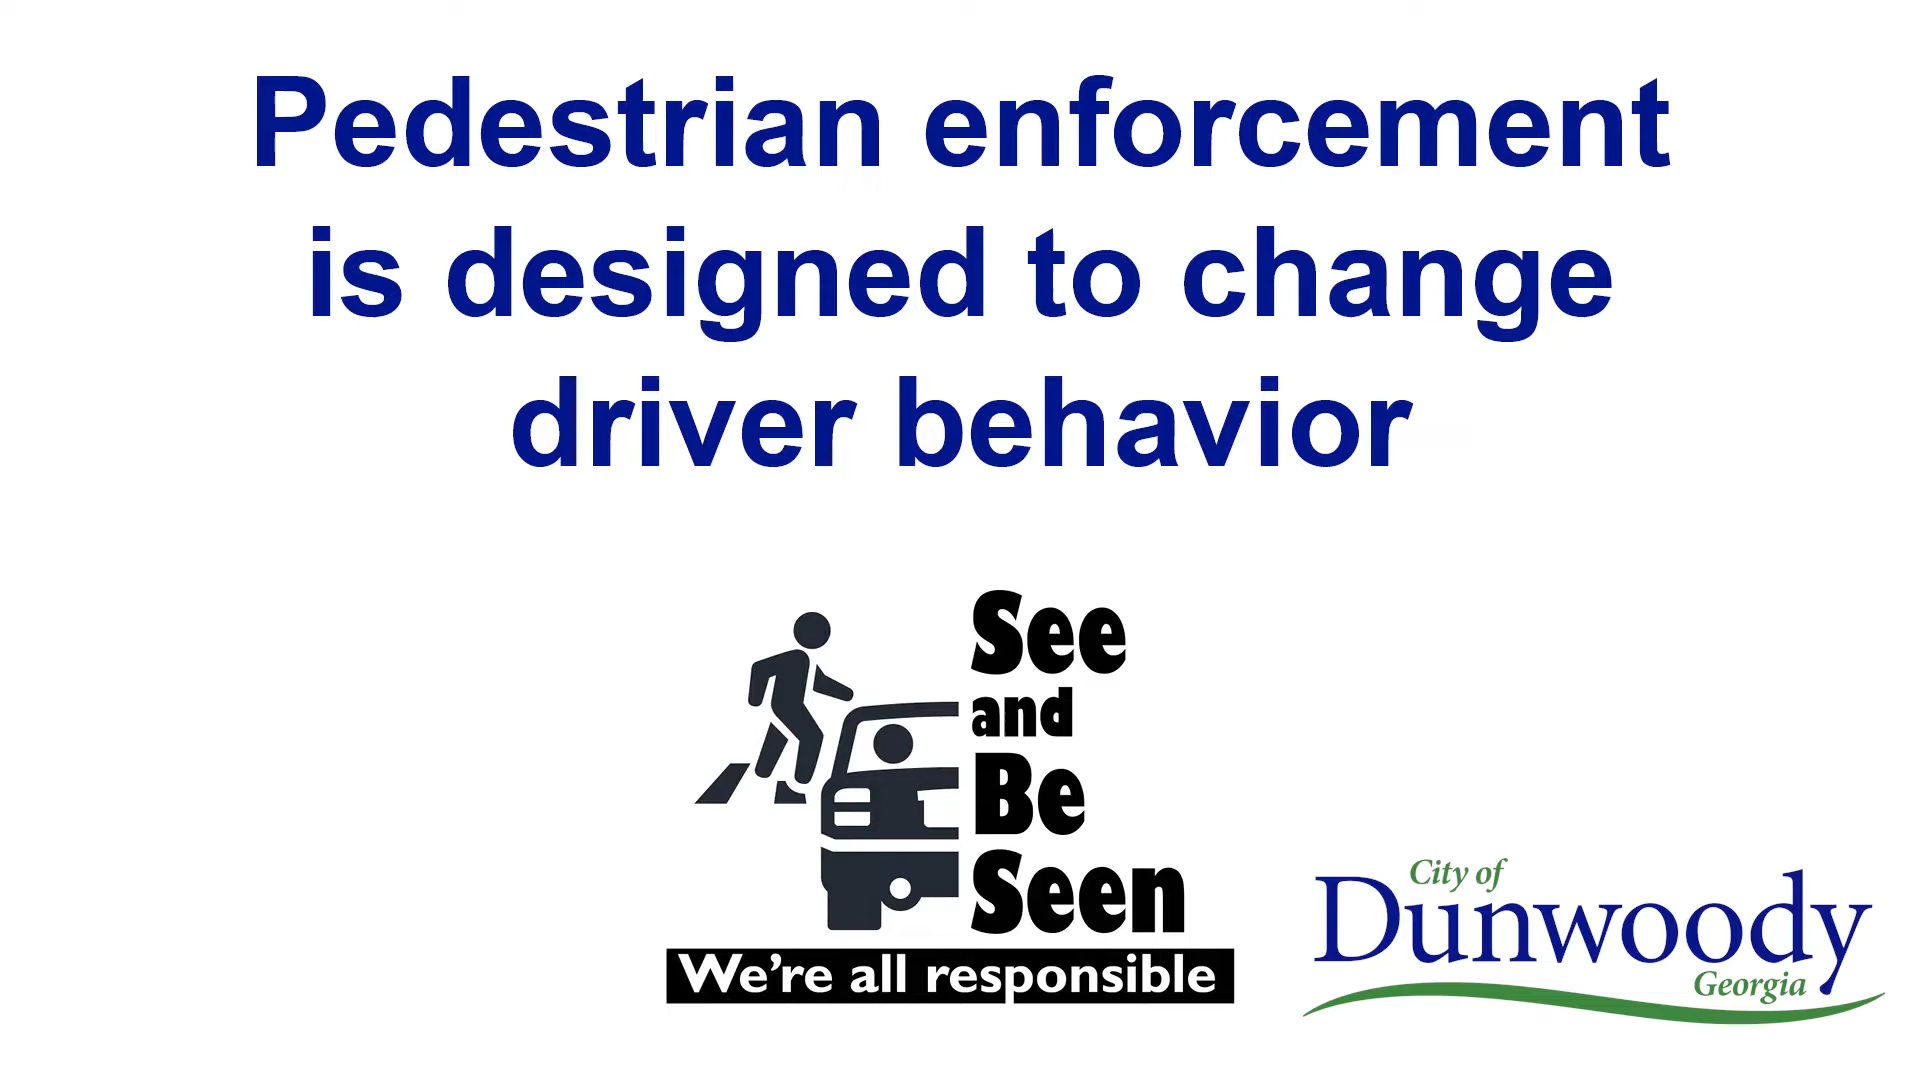 Pedestrian enforcement
is designed to change
driver behavior
See
and
Be
Seen
We're all responsible
City of
Dunwoody
Georgia